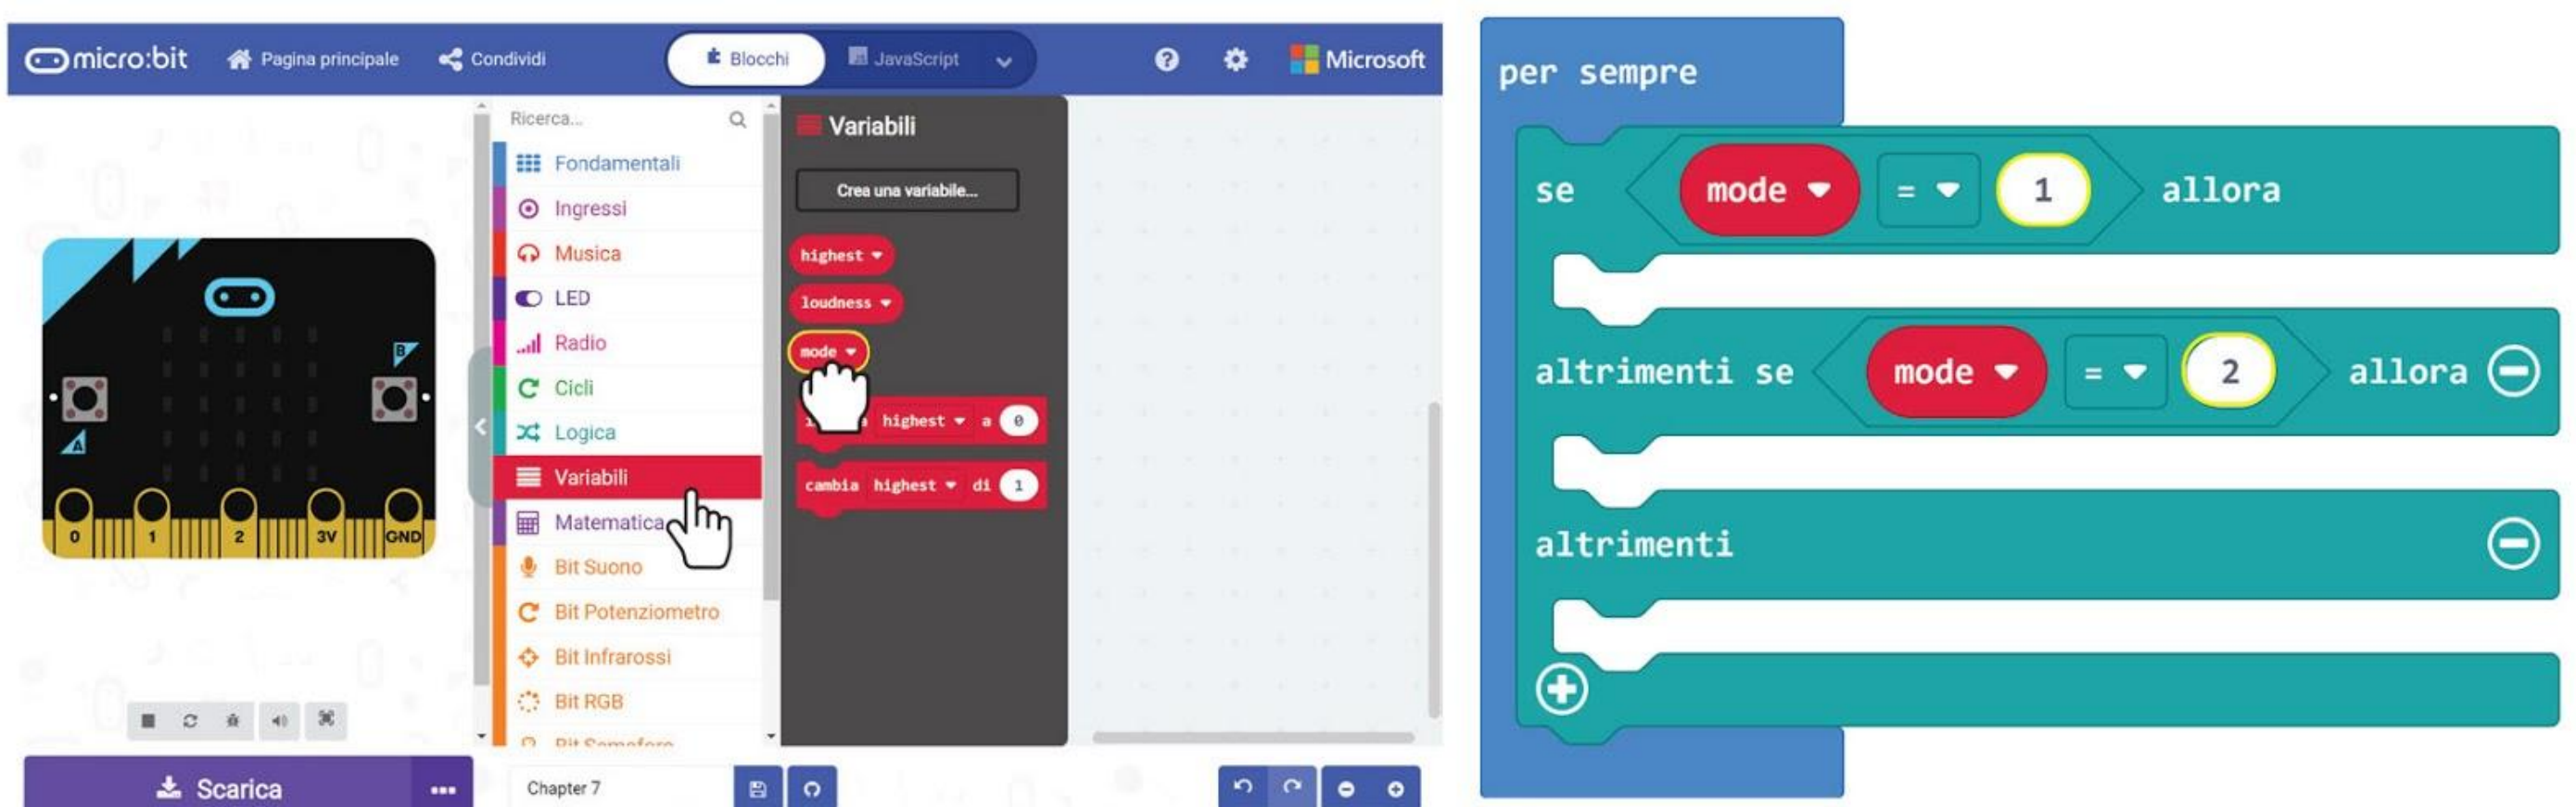 micro:bit Pagina principale Condividi Blocchi JavaScript Microsoft
Ricerca...
Fondamentali
Ingressi
Musica
LED
Radio
Cicli
Logica
Variabili
Matematica
Bit Suono
Bit Potenziometro
Bit Infrarossi
Bit RGB
Variabili
Crea una variabile...
highest
loudness
mode
highest a 0
cambia highest di 1
B
A
0 1 2 3V GND
Scarica
Chapter 7
per sempre
se mode = 1 allora
altrimenti se mode = 2 allora
altrimenti